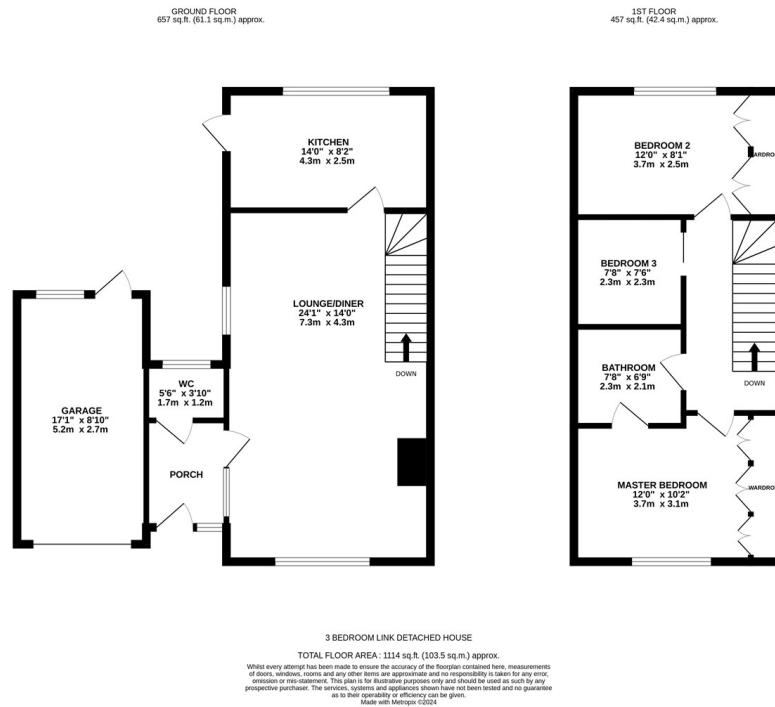 GROUND FLOOR
657 sq.ft. (61.1 sq.m.) approx.
1ST FLOOR
457 sq.ft. (42.4 sq.m.) approx.
KITCHEN
14'0" x 8'2"
4.3m x 2.5m
BEDROOM 2
12'0" x 8'1"
3.7m x 2.5m
BEDROOM 3
7'8" x 7'6"
2.3m x 2.3m
LOUNGE/DINER
24'1" x 14'0"
7.3m x 4.3m
DOWN
BATHROOM
7'8" x 6'9"
2.3m x 2.1m
DOWN
WC
5'6" x 3'10"
1.7m x 1.2m
GARAGE
17'1" x 8'10"
5.2m x 2.7m
PORCH
MASTER BEDROOM
12'0" x 10'2"
3.7m x 3.1m
3 BEDROOM LINK DETACHED HOUSE
TOTAL FLOOR AREA : 1114 sq.ft. (103.5 sq.m.) approx.
Whilst every attempt has been made to ensure the accuracy of the floorplan contained here, measurements
of doors, windows, rooms and any other items are approximate and no responsibility is taken for any error,
omission or mis-statement. This plan is for illustrative purposes only and should be used as such by any
prospective purchaser. The services, systems and appliances shown have not been tested and no guarantee
as to their operability or efficiency can be given.
Made with Metropix ©2024